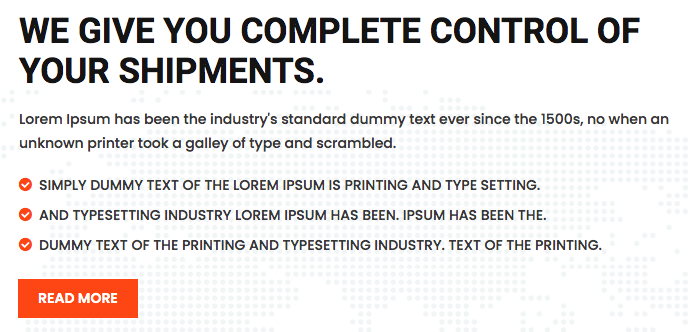 WE GIVE YOU COMPLETE CONTROL OF
YOUR SHIPMENTS.
Lorem Ipsum has been the industry's standard dummy text ever since the 1500s, no when an
unknown printer took a galley of type and scrambled.
SIMPLY DUMMY TEXT OF THE LOREM IPSUM IS PRINTING AND TYPE SETTING.
AND TYPESETTING INDUSTRY LOREM IPSUM HAS BEEN. IPSUM HAS BEEN THE.
DUMMY TEXT OF THE PRINTING AND TYPESETTING INDUSTRY. TEXT OF THE PRINTING.
READ MORE